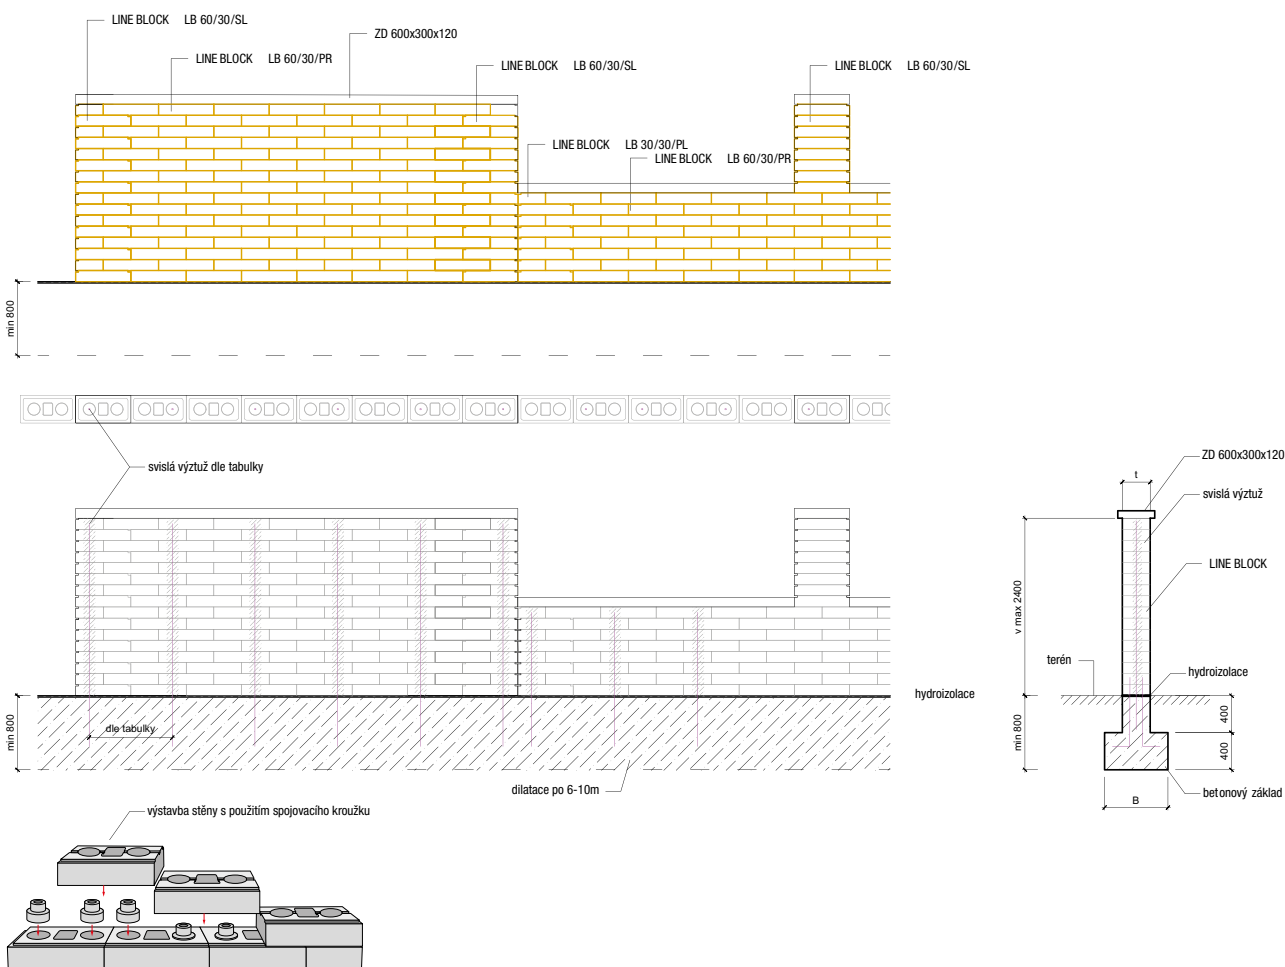 LINE BLOCK LB 60/30/SL
ZD 600x300x120
LINE BLOCK LB 60/30/PR
LINE BLOCK LB 60/30/SL
LINE BLOCK LB 60/30/SL
LINE BLOCK LB 30/30/PL
LINE BLOCK LB 60/30/PR
min 800
svislá výztuž dle tabulky
ZD 600x300x120
t
svislá výztuž
LINE BLOCK
v max 2400
terén
hydroizolace
hydroizolace
min 800
dle tabulky
min 800
400
400
dilatace po 6-10m
B
betonový základ
výstavba stěny s použitím spojovacího kroužku